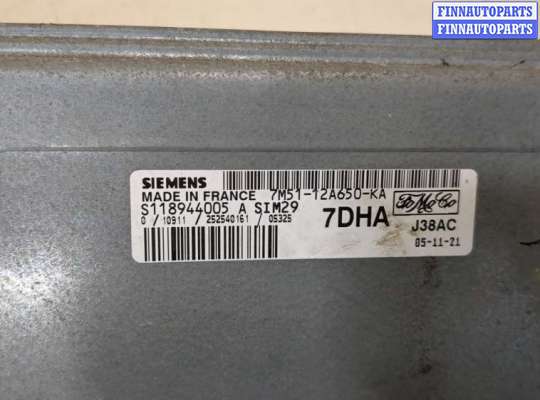 FINNAUTOPARTS
FINNAUTOPARTS
SIEMENS
MADE IN FRANCE 7M51-12A650-KA
S118944005 A SIM29
0 / 10911 / 252540161 / 05325
7DHA
FoMoCo
J38AC
05-11-21